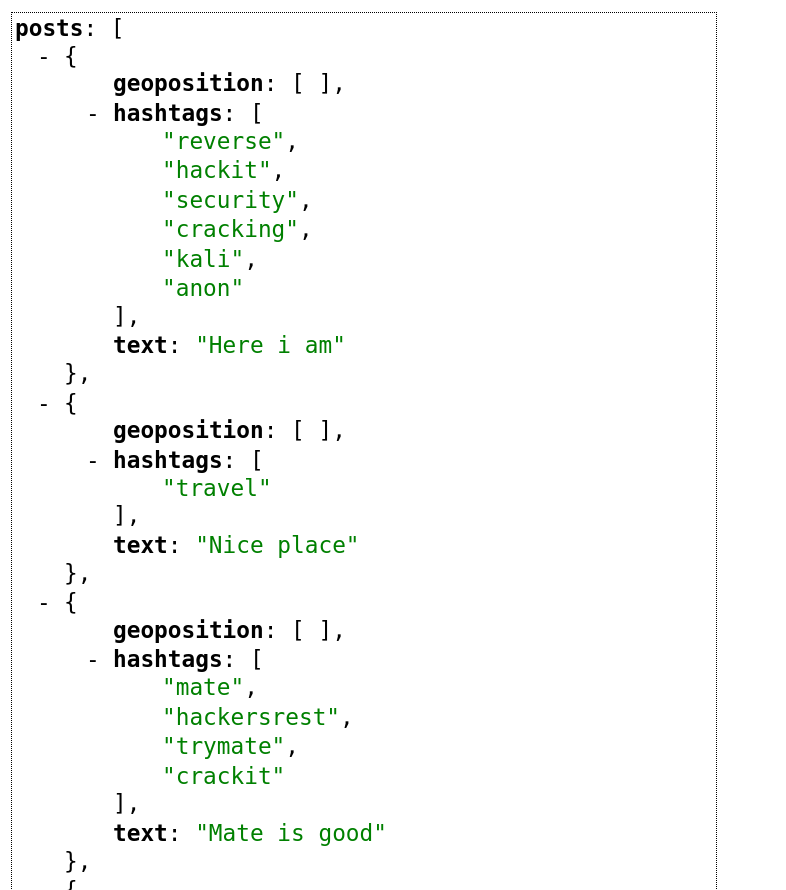 posts: [
- {
geoposition: [ ],
- hashtags: [
"reverse",
"hackit",
"security",
"cracking",
"kali",
"anon"
],
text: "Here i am"
},
- {
geoposition: [ ],
- hashtags: [
"travel"
],
text: "Nice place"
},
- {
geoposition: [ ],
- hashtags: [
"mate",
"hackersrest",
"trymate",
"crackit"
],
text: "Mate is good"
},
- {